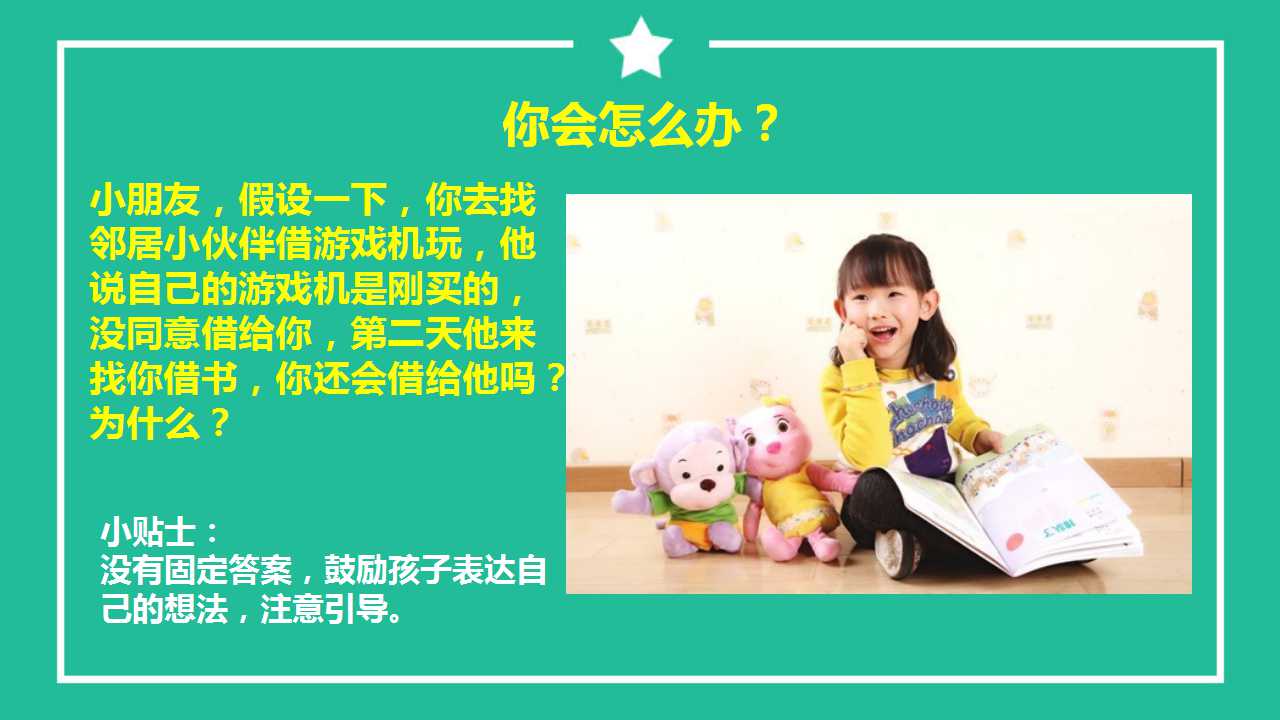 你会怎么办？
小朋友，假设一下，你去找
邻居小伙伴借游戏机玩，他
说自己的游戏机是刚买的，
没同意借给你，第二天他来
找你借书，你还会借给他吗？
为什么？
小贴士：
没有固定答案，鼓励孩子表达自
己的想法，注意引导。